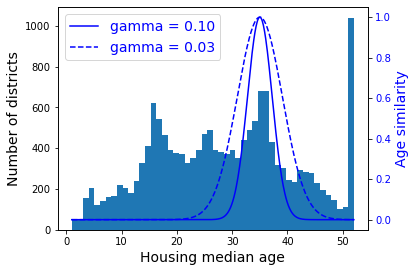 gamma = 0.10
gamma = 0.03
Number of districts
1000
800
600
400
200
0
0 10 20 30 40 50
Housing median age
1.0
0.8
0.6
0.4
0.2
0.0
Age similarity